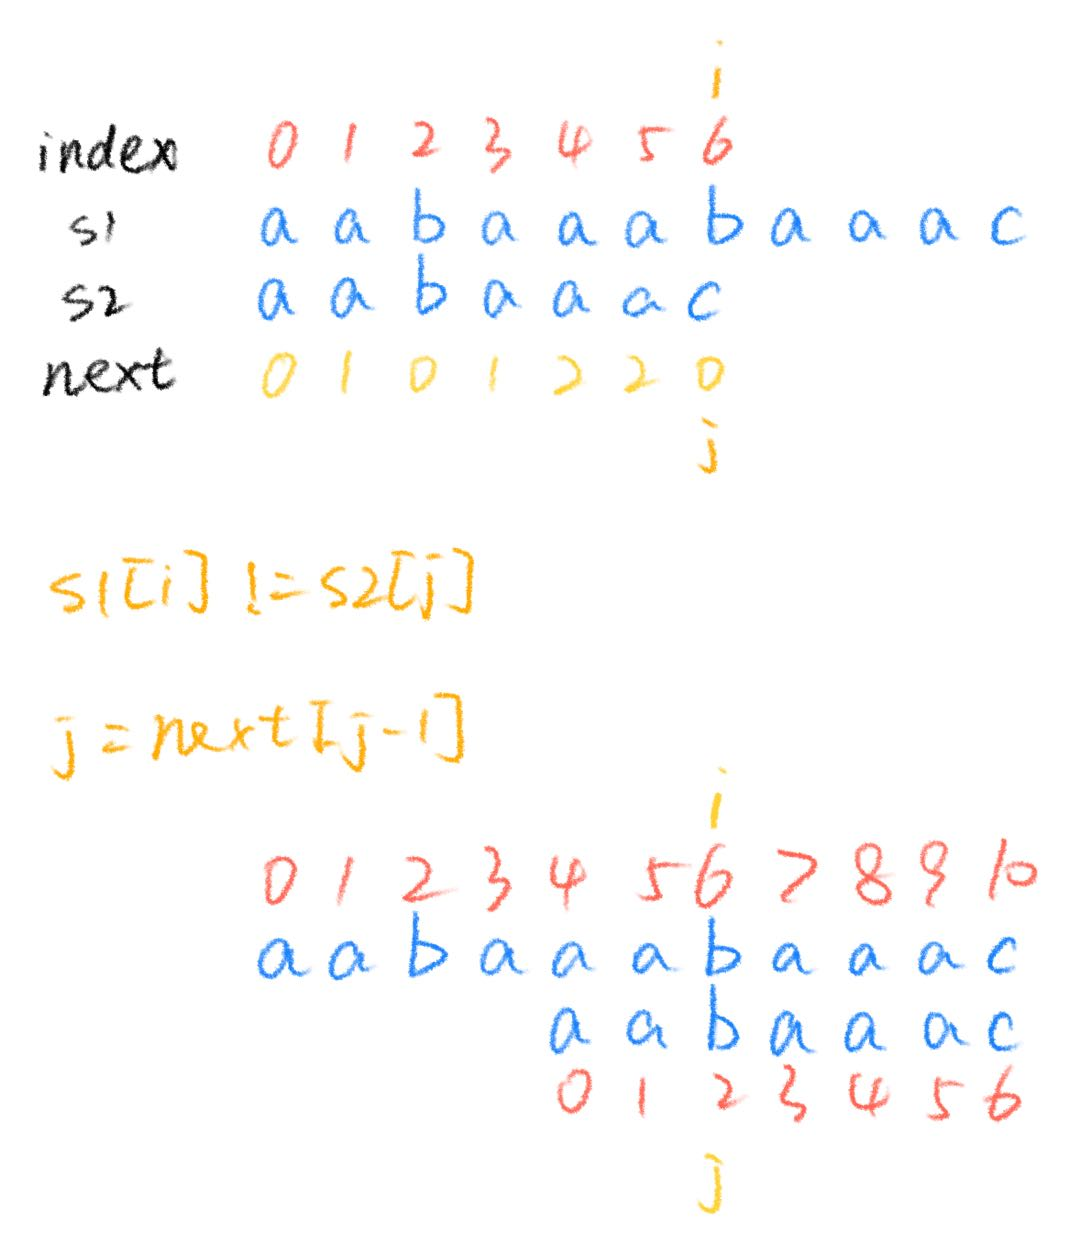 i
index 0 1 2 3 4 5 6
s1 a a b a a a b a a a c
s2 a a b a a a c
next 0 1 0 1 2 2 0
j
s1[i] != s2[j]
j = next[j-1]
i
0 1 2 3 4 5 6 7 8 9 10
a a b a a a b a a a c
a a b a a a c
0 1 2 3 4 5 6
j